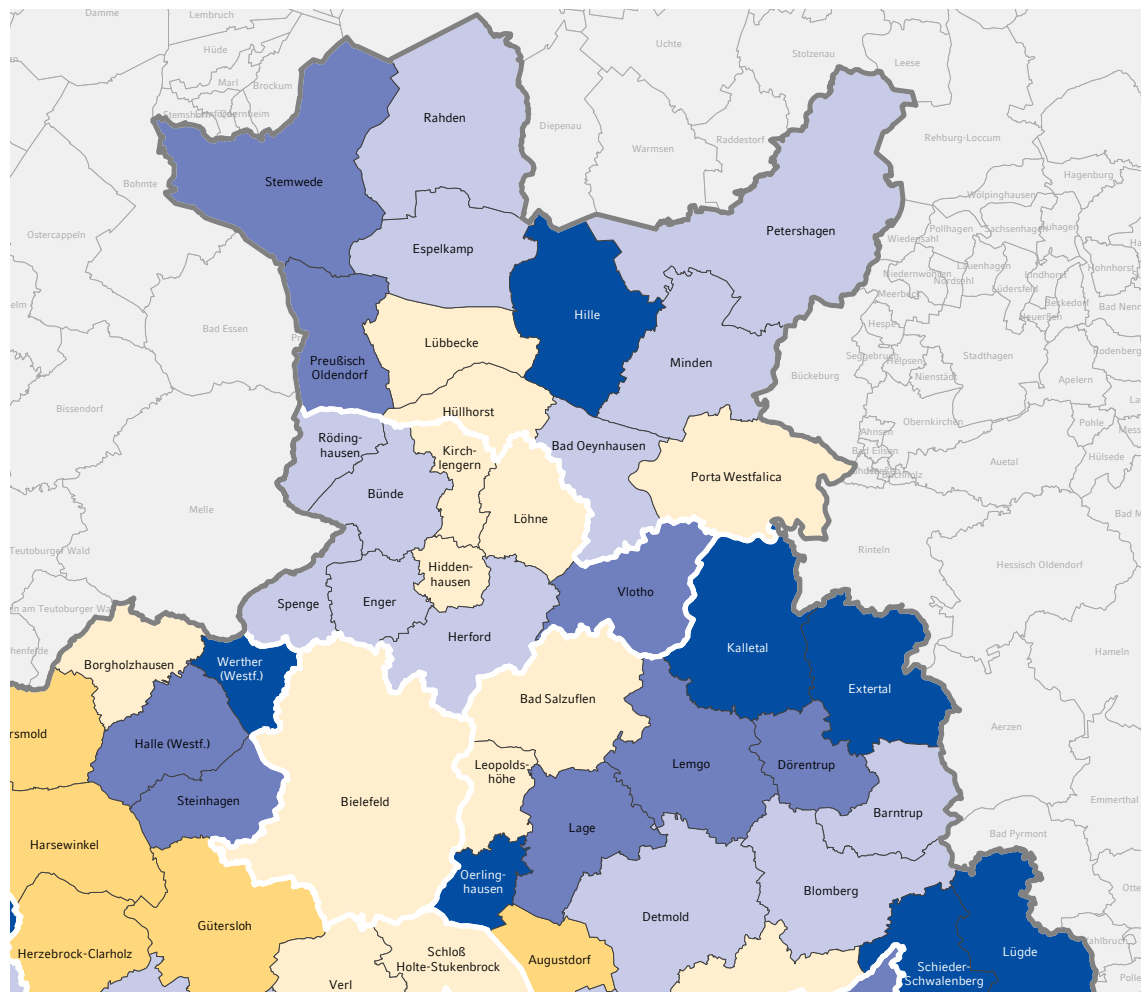 Damme
Lembruch
Uchte
Stolzenau
Leese
Hüde
Marl
Brockum
Rahden
Diepenau
Warmsen
Raddestorf
Rehburg-Loccum
Bohmte
Stemwede
Hagenburg
Wölpinghausen
Ostercappeln
Espelkamp
Petershagen
Pollhagen
Sachsenhagen
Wiedensahl
Lauenhagen
Niedernwöhren
Nordsehl
Lindhorst
Hohnhorst
Lüdersfeld
Meerbeck
Beckedorf
Bad Nenn
Heuerßen
Hille
Bad Essen
Lübbecke
Preußisch
Oldendorf
Minden
Bückeburg
Helpsen
Nienstädt
Stadthagen
Rodenberg
Apelern
Bissendorf
Hüllhorst
Obernkirchen
Pohle
Ahnsen
Röding-
hausen
Kirch-
lengern
Bad Oeynhausen
Bad Eilsen
Buchholz
Auetal
Hülsede
Porta Westfalica
Bünde
Melle
Löhne
Rinteln
Hessisch Oldendorf
Teutoburger Wald
Hidden-
hausen
Vlotho
Spenge
Enger
Herford
Kalletal
Hameln
Borgholzhausen
Werther
(Westf.)
Extertal
Bad Salzuflen
Aerzen
rsmold
Halle (Westf.)
Leopolds-
höhe
Lemgo
Dörentrup
Steinhagen
Bielefeld
Emmerthal
Lage
Barntrup
Bad Pyrmont
Harsewinkel
Oerling-
hausen
Blomberg
Detmold
Gütersloh
Herzebrock-Clarholz
Schloß
Holte-Stukenbrock
Augustdorf
Verl
Schieder-
Schwalenberg
Lügde